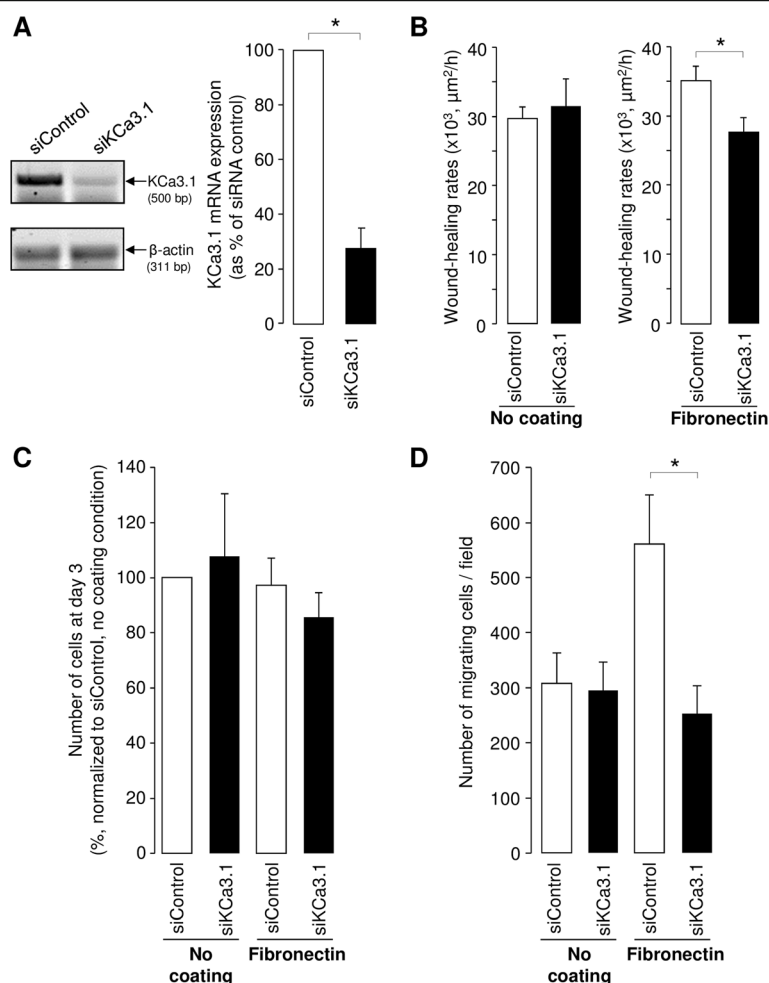 A
siControl
siKCa3.1
KCa3.1
(500 bp)
β-actin
(311 bp)
KCa3.1 mRNA expression
(as % of siRNA control)
100
80
60
40
20
0
*
siControl
siKCa3.1
B
Wound-healing rates (x10³, µm²/h)
40
30
20
10
0
siControl
siKCa3.1
No coating
Wound-healing rates (x10³, µm²/h)
40
30
20
10
0
*
siControl
siKCa3.1
Fibronectin
C
Number of cells at day 3
(%, normalized to siControl, no coating condition)
140
120
100
80
60
40
20
0
siControl
siKCa3.1
siControl
siKCa3.1
No
coating
Fibronectin
D
Number of migrating cells / field
700
600
500
400
300
200
100
0
*
siControl
siKCa3.1
siControl
siKCa3.1
No
coating
Fibronectin